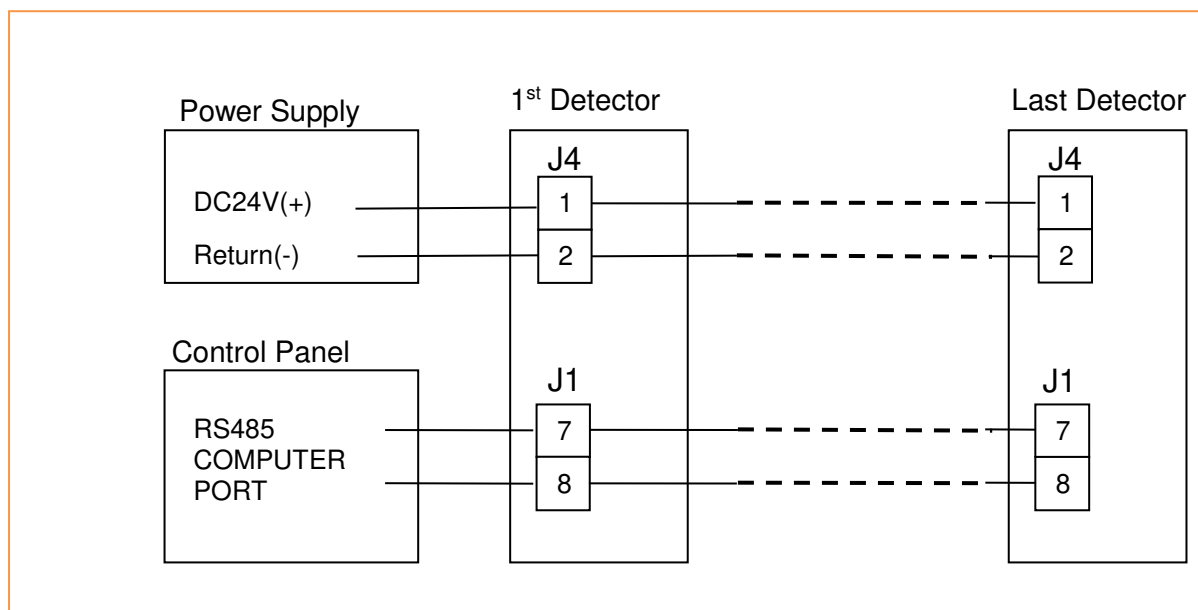 Power Supply
DC24V(+)
Return(-)
Control Panel
RS485
COMPUTER
PORT
1st Detector
J4
1
2
J1
7
8
Last Detector
J4
1
2
J1
7
8